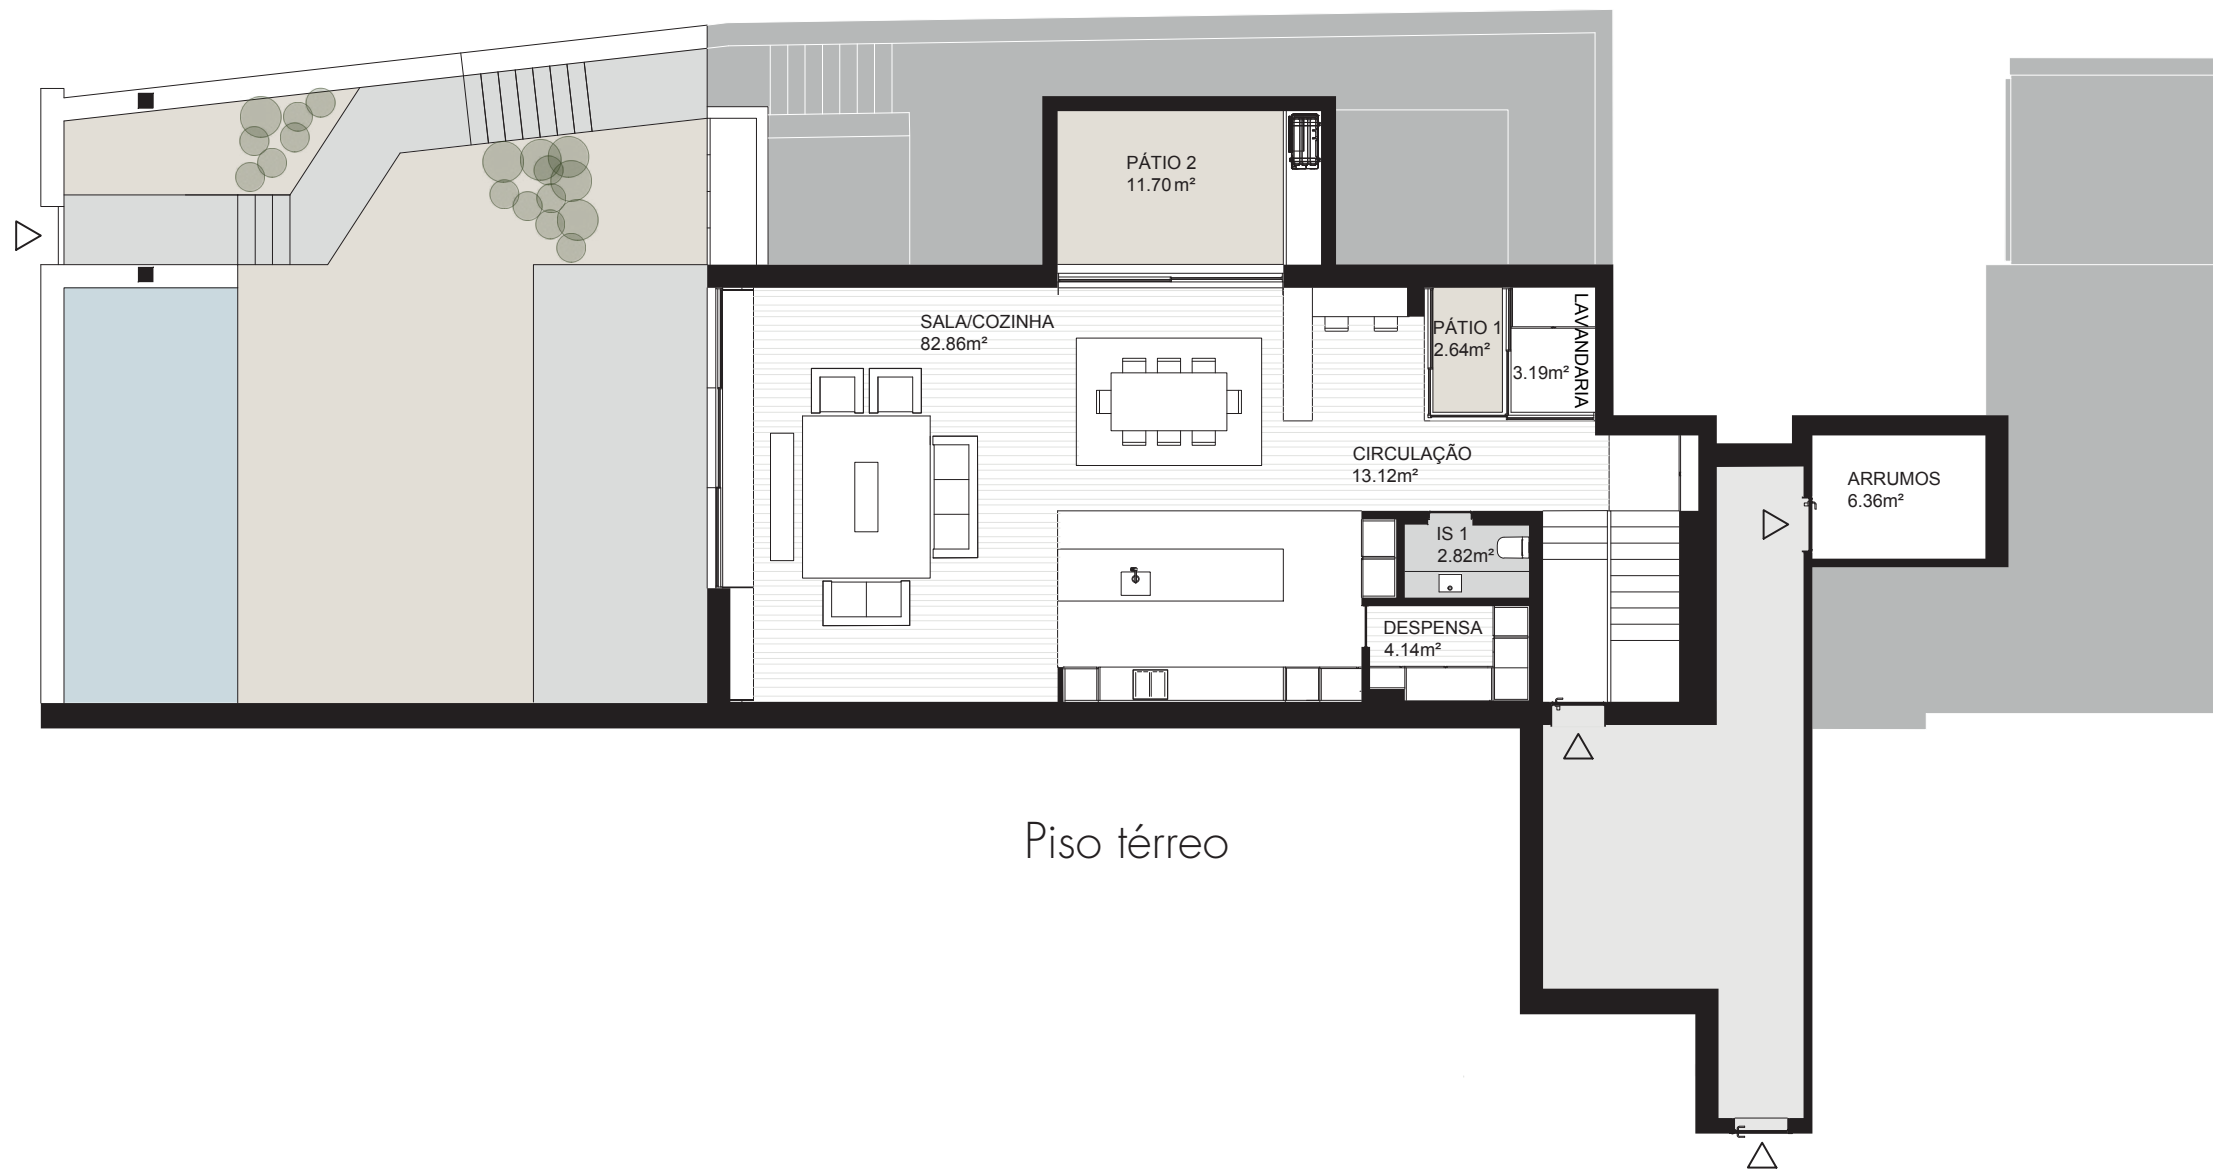 PÁTIO 2
11.70 m²
SALA/COZINHA
82.86m²
PÁTIO 1
2.64m²
LAVANDARIA
3.19m²
CIRCULAÇÃO
13.12m²
ARRUMOS
6.36m²
IS 1
2.82m²
DESPENSA
4.14m²
Piso térreo